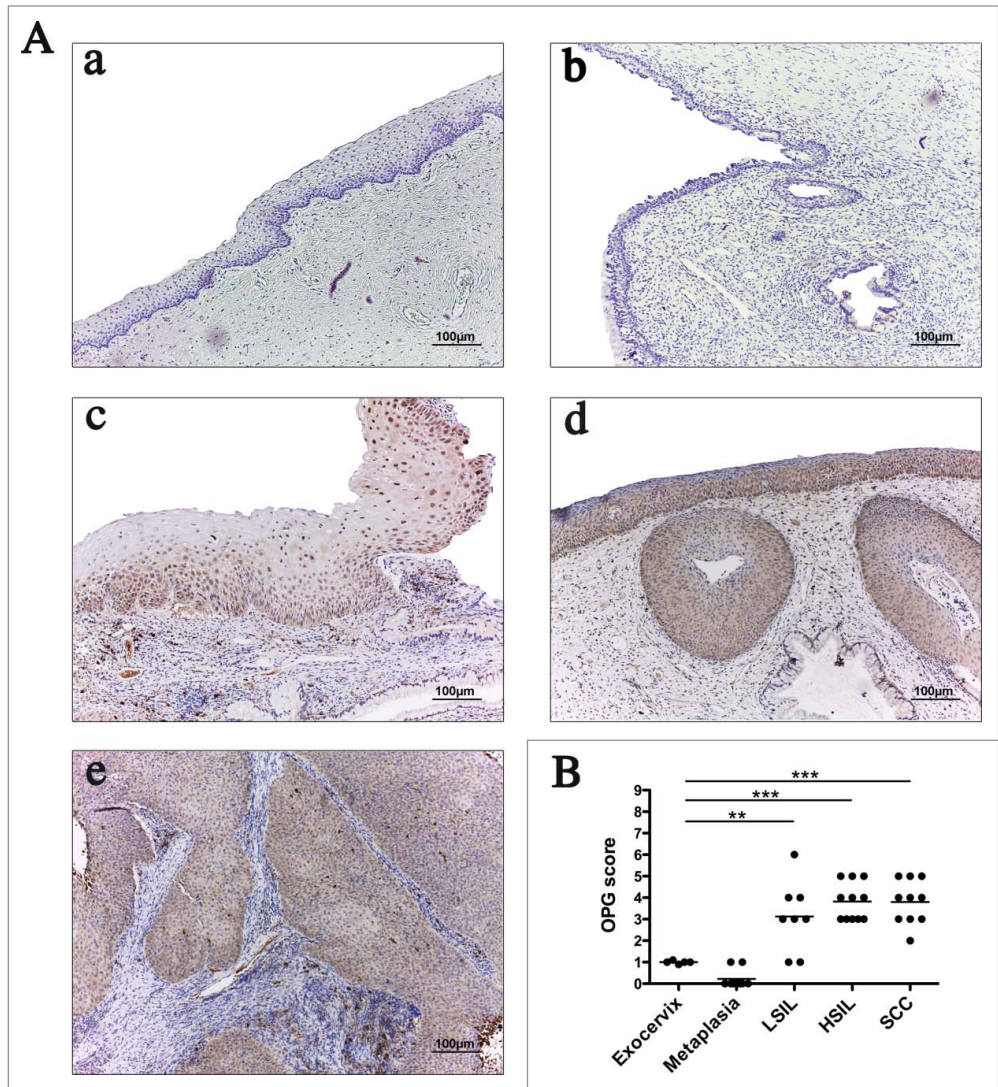 A
a
100µm
b
100µm
c
100µm
d
100µm
e
100µm
B
***
***
**
9
8
7
6
5
4
3
2
1
0
OPG score
Exocervix
Metaplasia
LSIL
HSIL
SCC